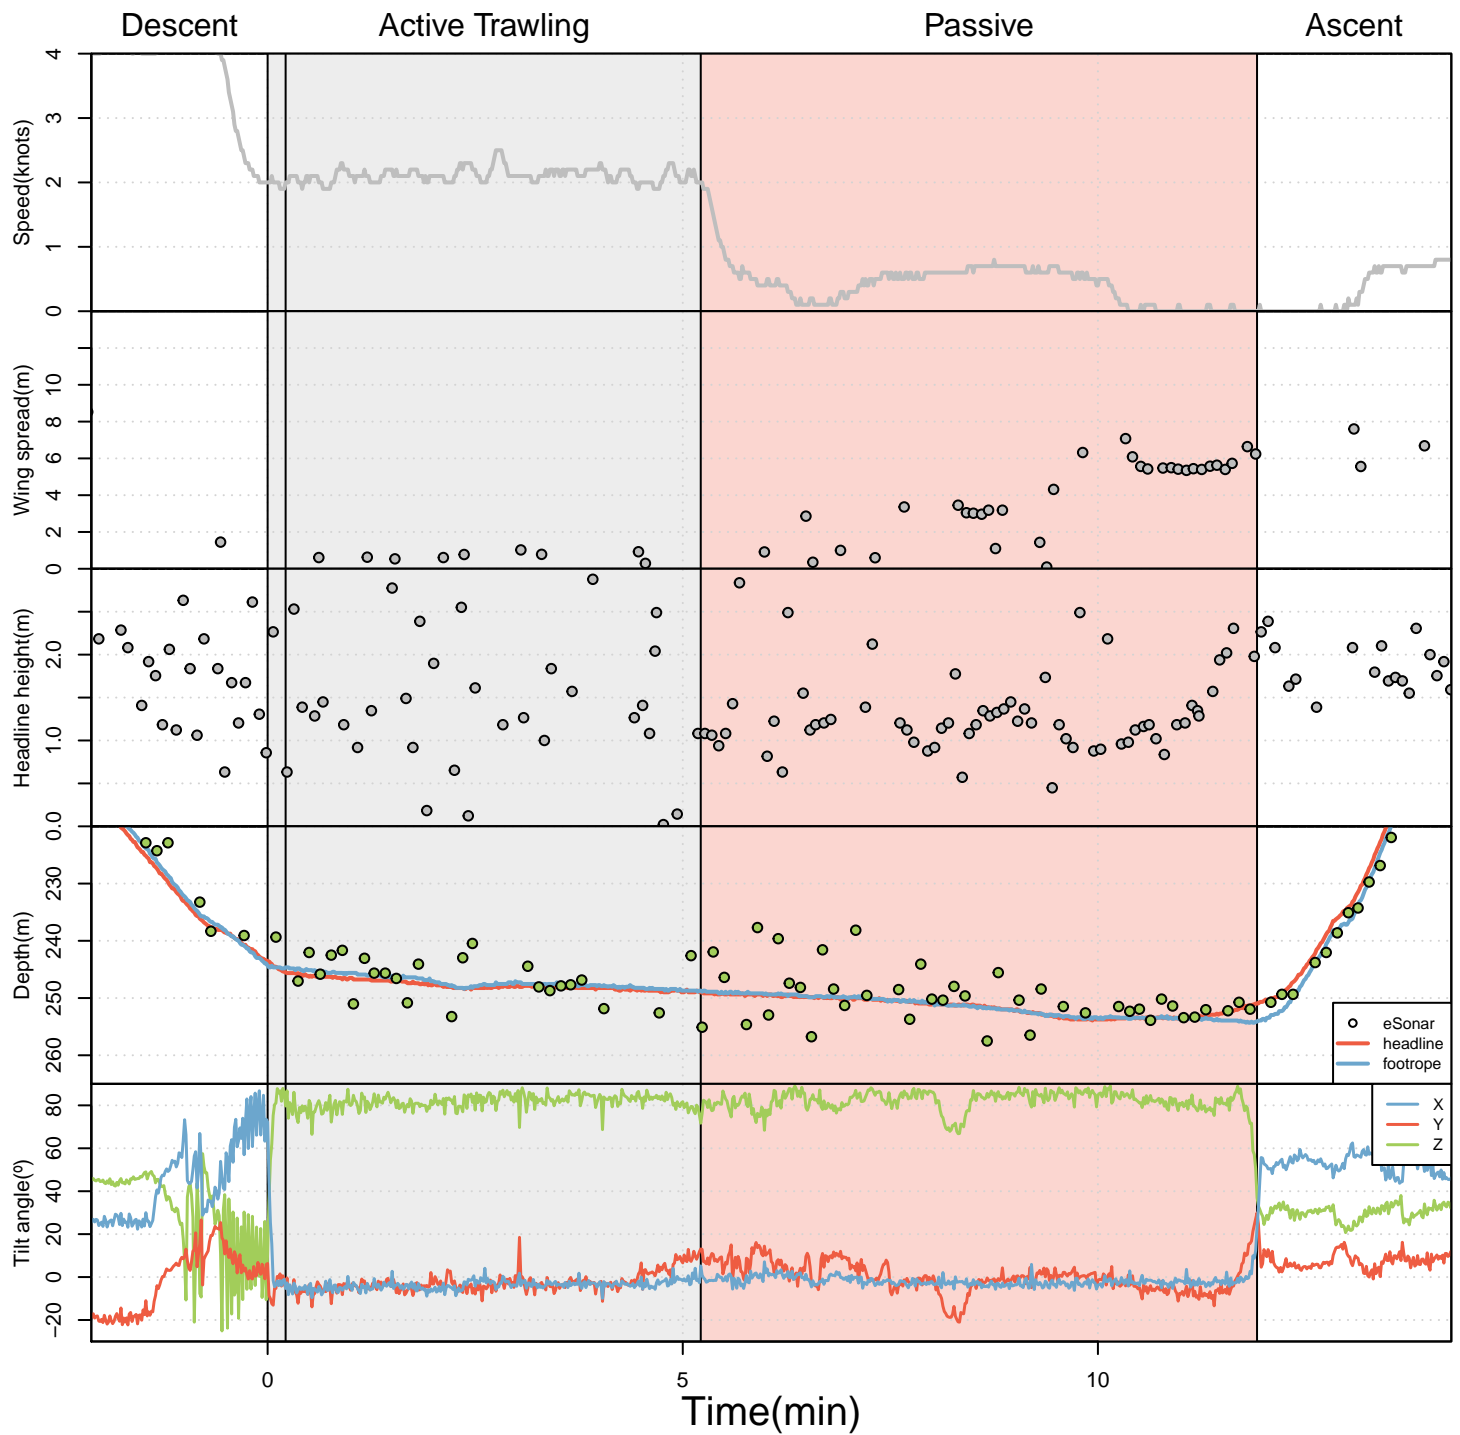 Descent Active Trawling Passive Ascent
Speed(knots)
4
3
2
1
0
Wing spread(m)
10
8
6
4
2
0
Headline height(m)
2.0
1.0
0.0
Depth(m)
230
240
250
260
eSonar
headline
footrope
Tilt angle(º)
80
60
40
20
0
−20
X
Y
Z
0 5 10
Time(min)